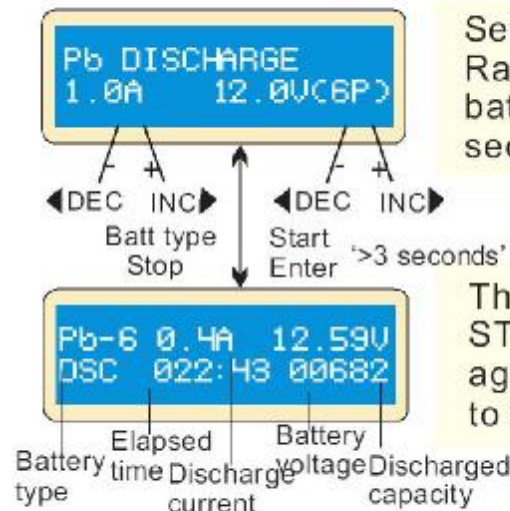 Pb DISCHARGE
1.0A 12.0V(6P)
- + - +
◀DEC INC▶ ◀DEC INC▶
Batt type
Stop
Start
Enter '>3 seconds'
Pb-6 0.4A 12.59V
DSC 022:43 00682
Battery type
Elapsed time
Discharge current
Battery voltage
Discharged capacity
Se
Ra
bat
sec
Th
ST
ag
to